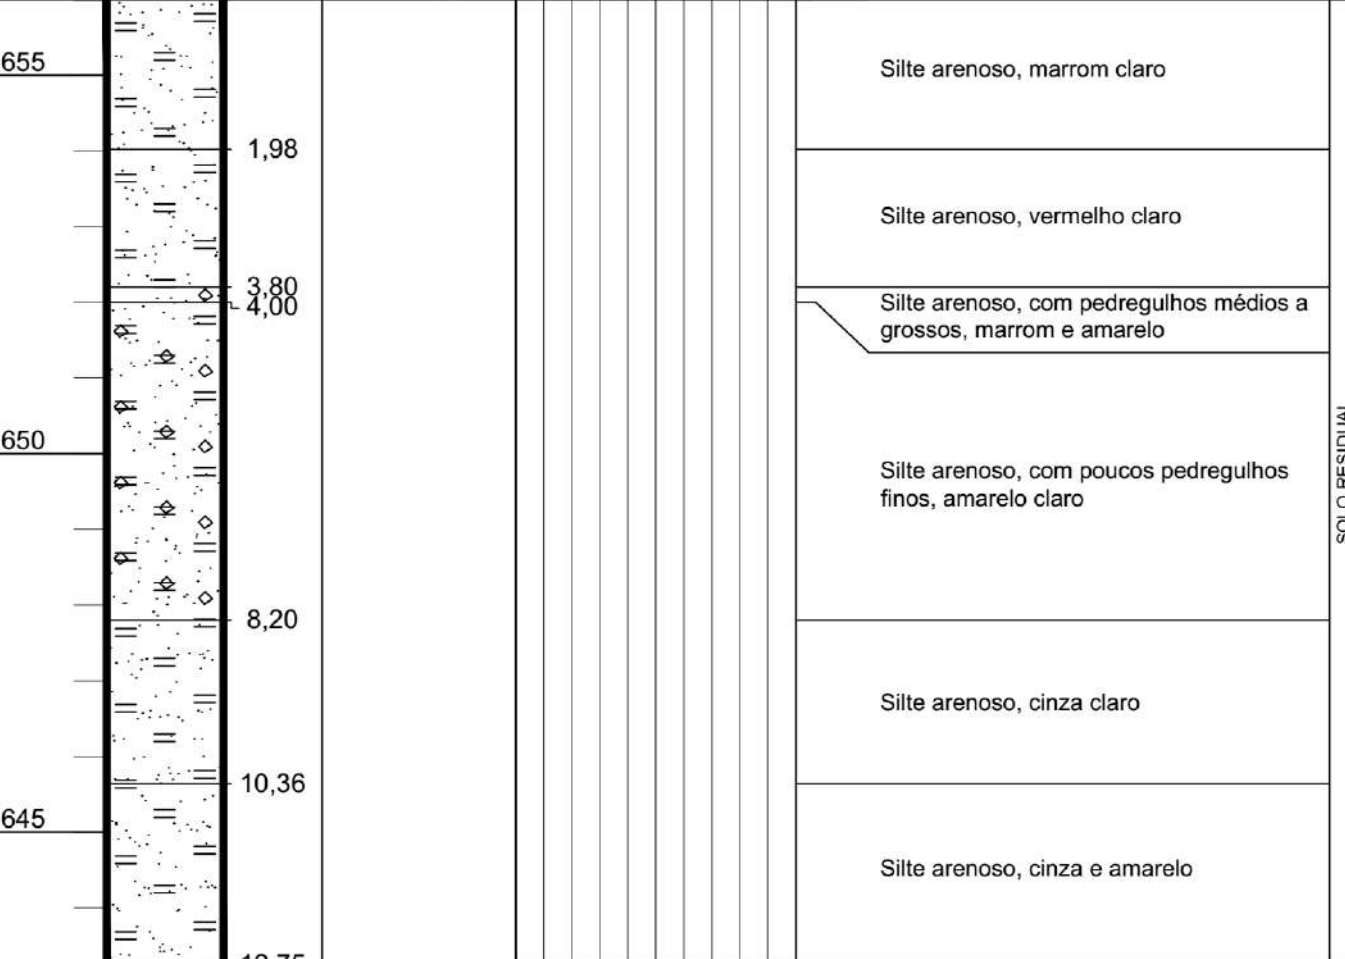 655
Silte arenoso, marrom claro
1,98
Silte arenoso, vermelho claro
3,80
4,00
Silte arenoso, com pedregulhos médios a
grossos, marrom e amarelo
650
Silte arenoso, com poucos pedregulhos
finos, amarelo claro
SOLO RESIDUAL
8,20
Silte arenoso, cinza claro
10,36
645
Silte arenoso, cinza e amarelo